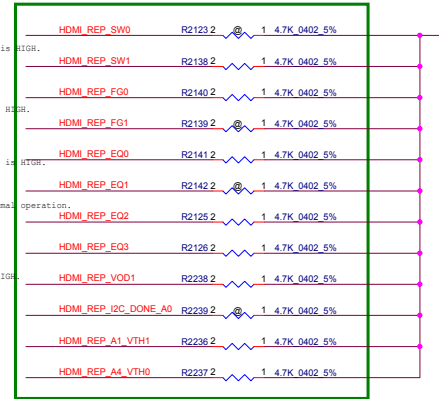 HDMI_REP_SW0 R2123 2 @ 1 4.7K_0402_5%
is HIGH.
HDMI_REP_SW1 R2138 2 1 4.7K_0402_5%
HDMI_REP_FG0 R2140 2 1 4.7K_0402_5%
HIGH.
HDMI_REP_FG1 R2139 2 @ 1 4.7K_0402_5%
HDMI_REP_EQ0 R2141 2 1 4.7K_0402_5%
is HIGH.
HDMI_REP_EQ1 R2142 2 @ 1 4.7K_0402_5%
mal operation.
HDMI_REP_EQ2 R2125 2 1 4.7K_0402_5%
HDMI_REP_EQ3 R2126 2 1 4.7K_0402_5%
IGH.
HDMI_REP_VOD1 R2238 2 1 4.7K_0402_5%
HDMI_REP_I2C_DONE_A0 R2239 2 @ 1 4.7K_0402_5%
HDMI_REP_A1_VTH1 R2236 2 1 4.7K_0402_5%
HDMI_REP_A4_VTH0 R2237 2 1 4.7K_0402_5%